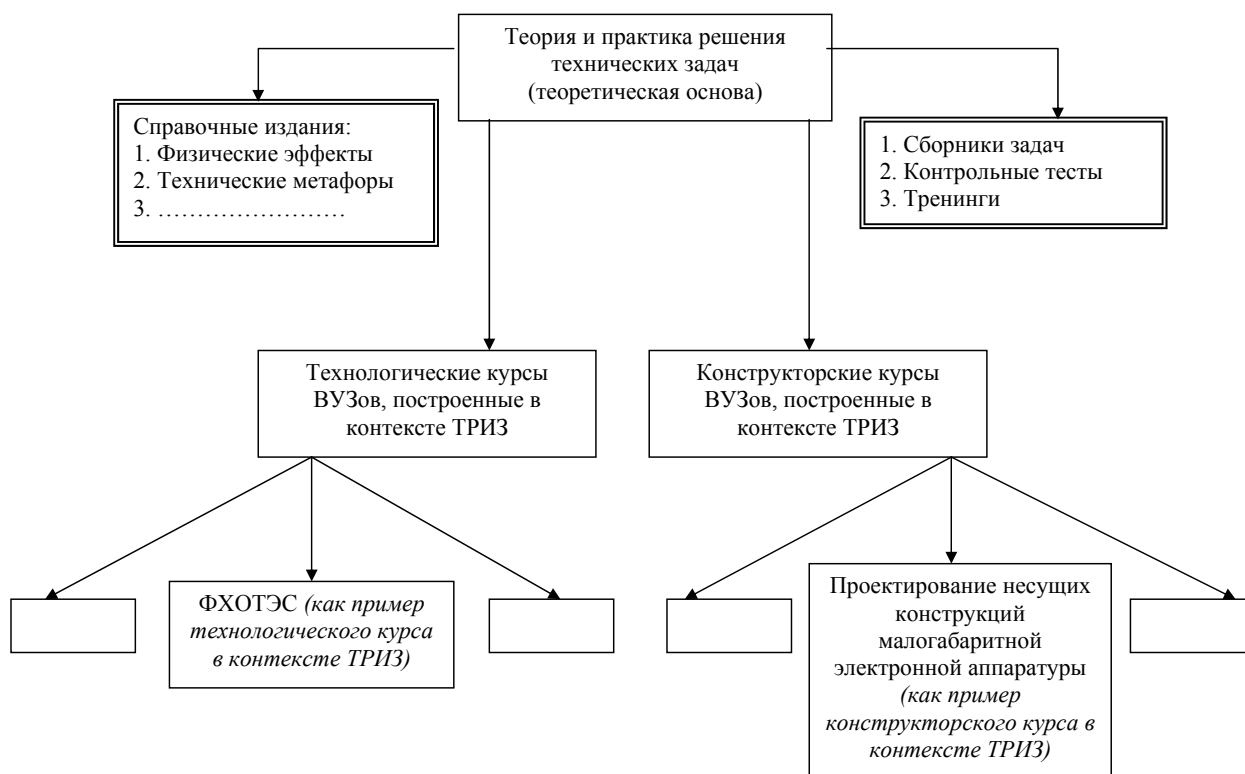 Теория и практика решения
технических задач
(теоретическая основа)
Справочные издания:
1. Физические эффекты
2. Технические метафоры
3. ……………………
1. Сборники задач
2. Контрольные тесты
3. Тренинги
Технологические курсы
ВУЗов, построенные в
контексте ТРИЗ
Конструкторские курсы
ВУЗов, построенные в
контексте ТРИЗ
ФХОТЭС (как пример
технологического курса
в контексте ТРИЗ)
Проектирование несущих
конструкций
малогабаритной
электронной аппаратуры
(как пример
конструкторского курса в
контексте ТРИЗ)